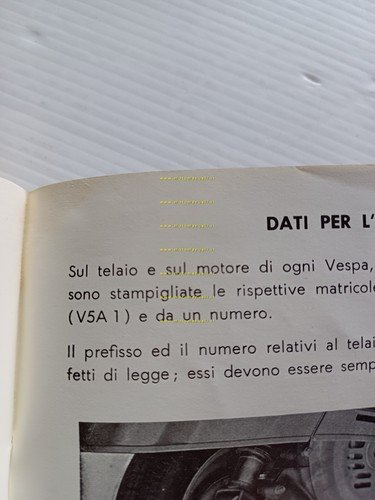 DATI PER L'
Sul telaio e sul motore di ogni Vespa,
sono stampigliate le rispettive matricole
(V5A 1) e da un numero.
Il prefisso ed il numero relativi al telai
fetti di legge; essi devono essere semp